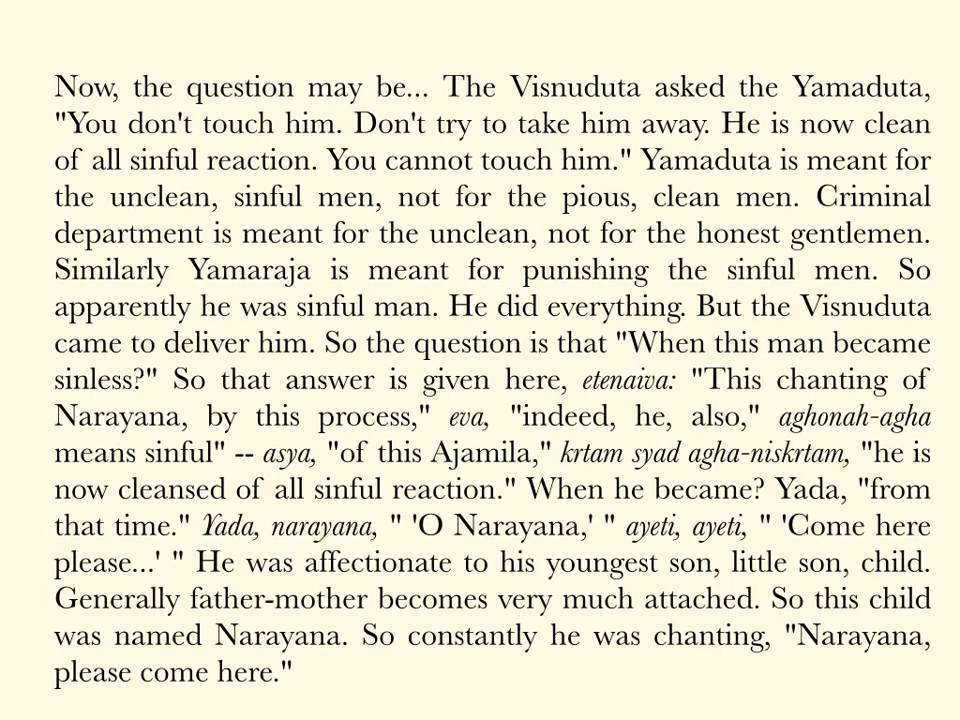 Now, the question may be... The Visnuduta asked the Yamaduta,
"You don't touch him. Don't try to take him away. He is now clean
of all sinful reaction. You cannot touch him." Yamaduta is meant for
the unclean, sinful men, not for the pious, clean men. Criminal
department is meant for the unclean, not for the honest gentlemen.
Similarly Yamaraja is meant for punishing the sinful men. So
apparently he was sinful man. He did everything. But the Visnuduta
came to deliver him. So the question is that "When this man became
sinless?" So that answer is given here, etenaiva: "This chanting of
Narayana, by this process," eva, "indeed, he, also," aghonah-agha
means sinful" -- asya, "of this Ajamila," krtam syad agha-niskrtam, "he is
now cleansed of all sinful reaction." When he became? Yada, "from
that time." Yada, narayana, " 'O Narayana,' " ayeti, ayeti, " 'Come here
please...' " He was affectionate to his youngest son, little son, child.
Generally father-mother becomes very much attached. So this child
was named Narayana. So constantly he was chanting, "Narayana,
please come here."